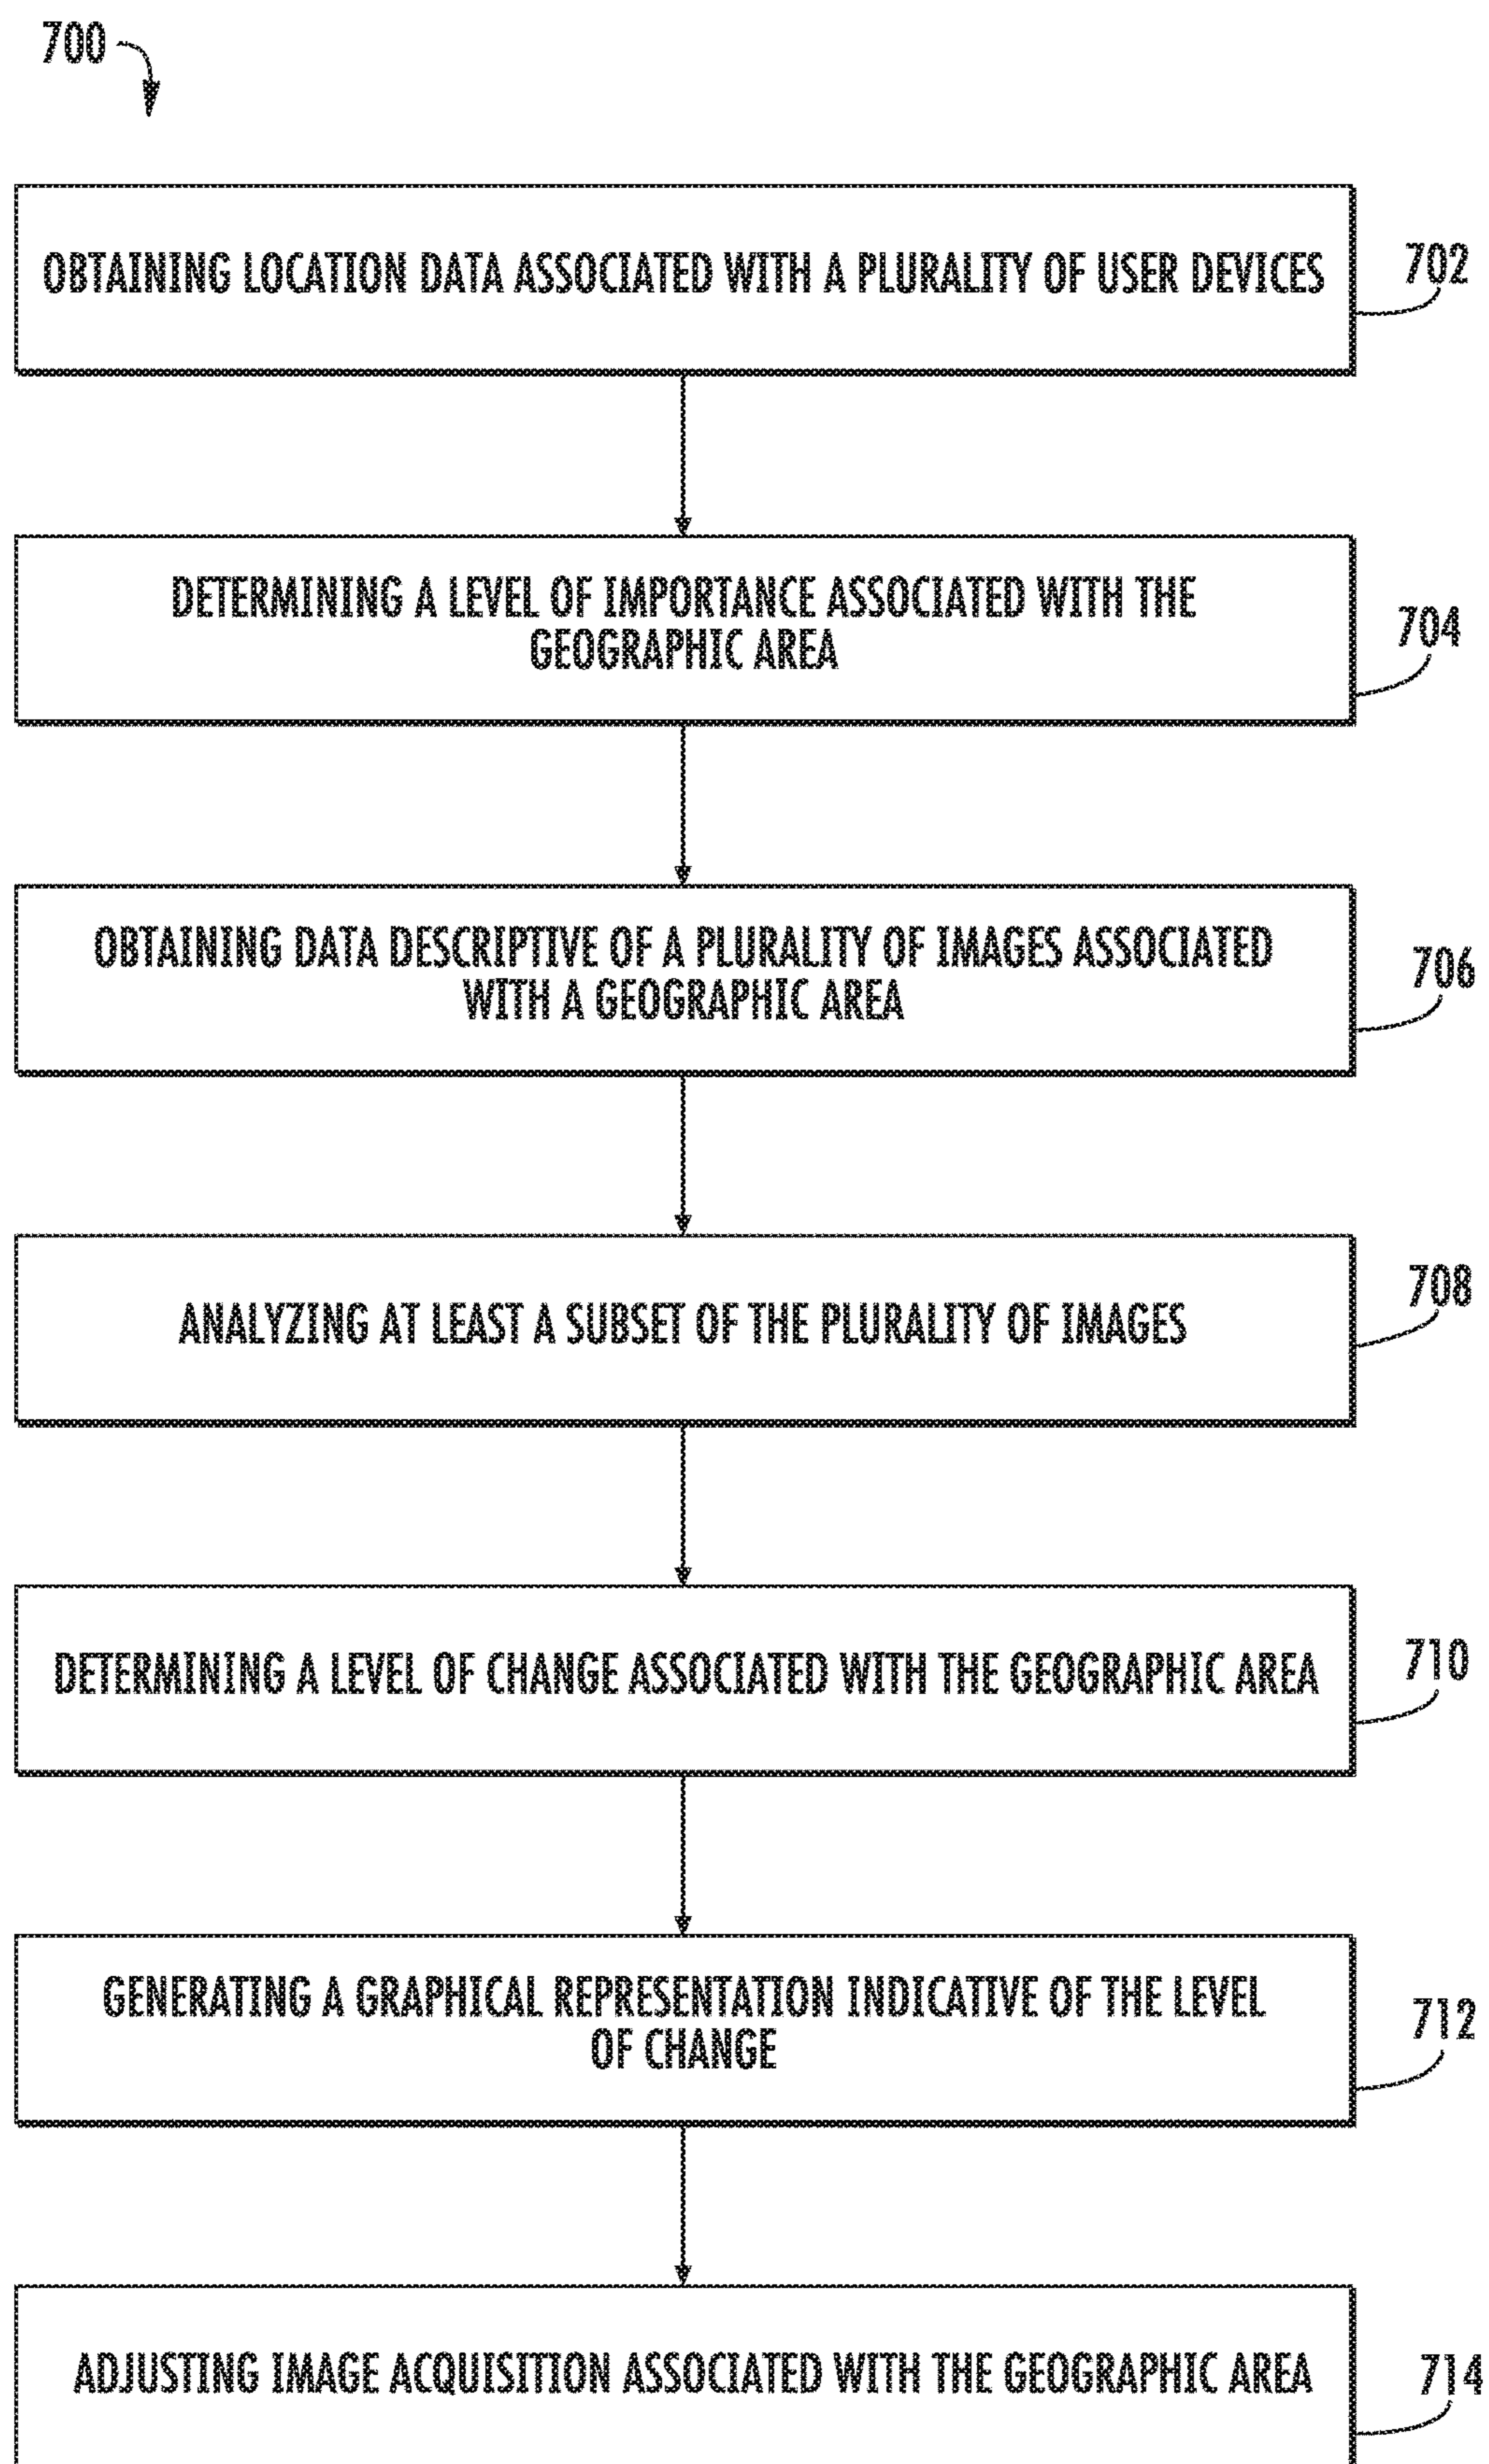 700
OBTAINING LOCATION DATA ASSOCIATED WITH A PLURALITY OF USER DEVICES
702
DETERMINING A LEVEL OF IMPORTANCE ASSOCIATED WITH THE
GEOGRAPHIC AREA
704
OBTAINING DATA DESCRIPTIVE OF A PLURALITY OF IMAGES ASSOCIATED
WITH A GEOGRAPHIC AREA
706
ANALYZING AT LEAST A SUBSET OF THE PLURALITY OF IMAGES
708
DETERMINING A LEVEL OF CHANGE ASSOCIATED WITH THE GEOGRAPHIC AREA
710
GENERATING A GRAPHICAL REPRESENTATION INDICATIVE OF THE LEVEL
OF CHANGE
712
ADJUSTING IMAGE ACQUISITION ASSOCIATED WITH THE GEOGRAPHIC AREA
714